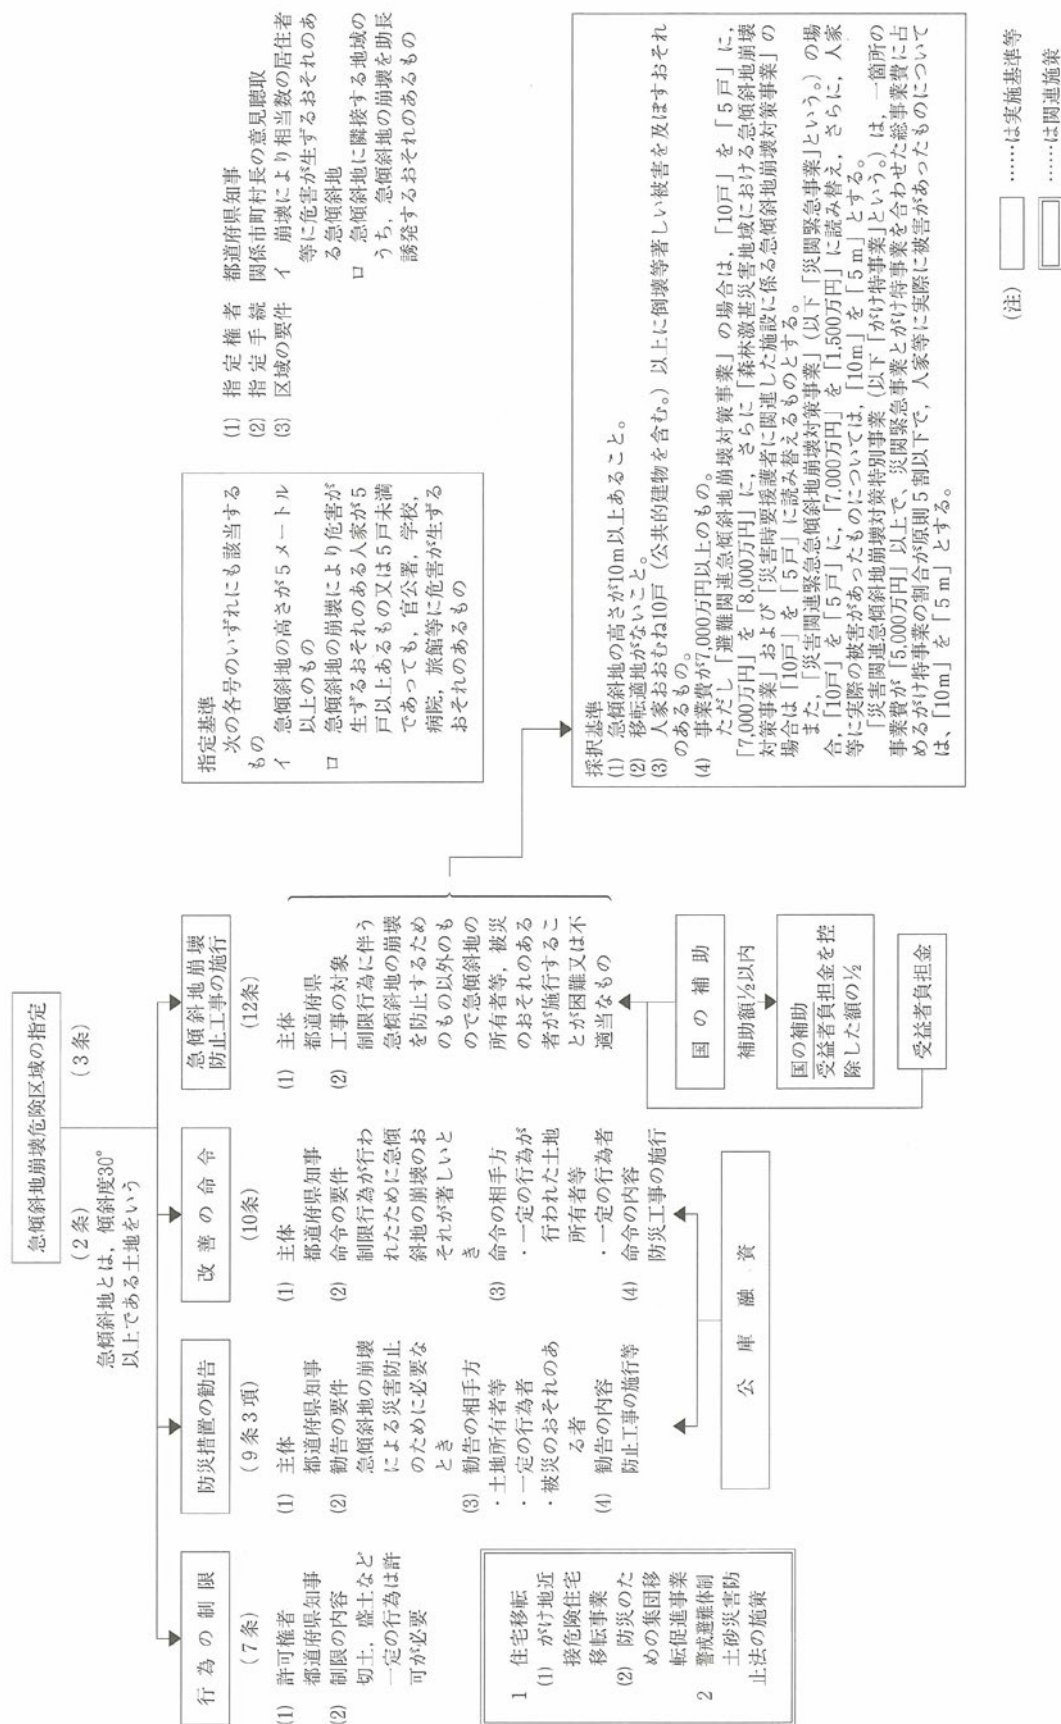 急傾斜地崩壊危険区域の指定
(2条)
(3条)
急傾斜地とは，傾斜度30°
以上である土地をいう
(1) 指定権者　都道府県知事
(2) 指定手続　関係市町村長の意見聴取
(3) 区域の要件　イ　崩壊により相当数の居住者
等に危害が生ずるおそれのあ
る急傾斜地
ロ　急傾斜地に隣接する地域の
うち，急傾斜地の崩壊を助長
誘発するおそれのあるもの
指定基準
次の各号のいずれにも該当する
もの
イ　急傾斜地の高さが5メートル
以上のもの
ロ　急傾斜地の崩壊により危害が
生ずるおそれのある人家が5
戸以上あるもの又は5戸未満
であっても，官公署，学校，
病院，旅館等に危害が生ずる
おそれのあるもの
行為の制限
(7条)
(1) 許可権者
都道府県知事
(2) 制限の内容
切土，盛土など
一定の行為は許
可が必要
防災措置の勧告
(9条3項)
(1) 主体
都道府県知事
(2) 勧告の要件
急傾斜地の崩壊
による災害防止
のために必要な
とき
(3) 勧告の相手方
・土地所有者等
・一定の行為者
・被災のおそれのあ
る者
(4) 勧告の内容
防止工事の施行等
改善の命令
(10条)
(1) 主体
都道府県知事
(2) 命令の要件
制限行為が行わ
れたために急傾
斜地の崩壊のお
それが著しいと
き
(3) 命令の相手方
・一定の行為が
行われた土地
所有者等
・一定の行為者
(4) 命令の内容
防災工事の施行
急傾斜地崩壊
防止工事の施行
(12条)
(1) 主体
都道府県
(2) 工事の対象
制限行為に伴う
急傾斜地の崩壊
を防止するため
のもの以外のも
ので急傾斜地の
所有者等，被災
のおそれのある
者が施行するこ
とが困難又は不
適当なもの
1　住宅移転
(1) がけ地近
接危険住宅
移転事業
(2) 防災のた
めの集団移
転促進事業
2　警戒避難体制
土砂災害防
止法の施策
公庫融資
国の補助
補助額1/2以内
国の補助
受益者負担金を控
除した額の1/2
受益者負担金
採択基準
(1) 急傾斜地の高さが10m以上あること。
(2) 移転適地がないこと。
(3) 人家おおむね10戸（公共的建物を含む。）以上に倒壊等著しい被害を及ぼすおそれ
のあるもの。
(4) 事業費が7,000万円以上のもの。
ただし「避難関連急傾斜地崩壊対策事業」の場合は，「10戸」を「5戸」に，
「7,000万円」を「8,000万円」に，さらに「森林激甚災害地域における急傾斜地崩壊
対策事業」および「災害時要援護者に関連した施設に係る急傾斜地崩壊対策事業」の
場合は「10戸」を「5戸」に読み替えるものとする。
また，「災害関連緊急急傾斜地崩壊対策事業」（以下「災関緊急事業」という。）の場
合，「10戸」を「5戸」に，「7,000万円」を「1,500万円」に読み替え，さらに，人家
等に実際の被害があったものについては，「10m」を「5m」とする。
「災害関連急傾斜地崩壊対策特別事業（以下「がけ特事業」という。）は，一箇所の
事業費が「5,000万円」以上で，災関緊急事業とがけ特事業を合わせた総事業費に占
めるがけ特事業の割合が原則5割以下で，人家等に実際に被害があったものについて
は，「10m」を「5m」とする。
(注)　……は実施基準等
……は関連施策